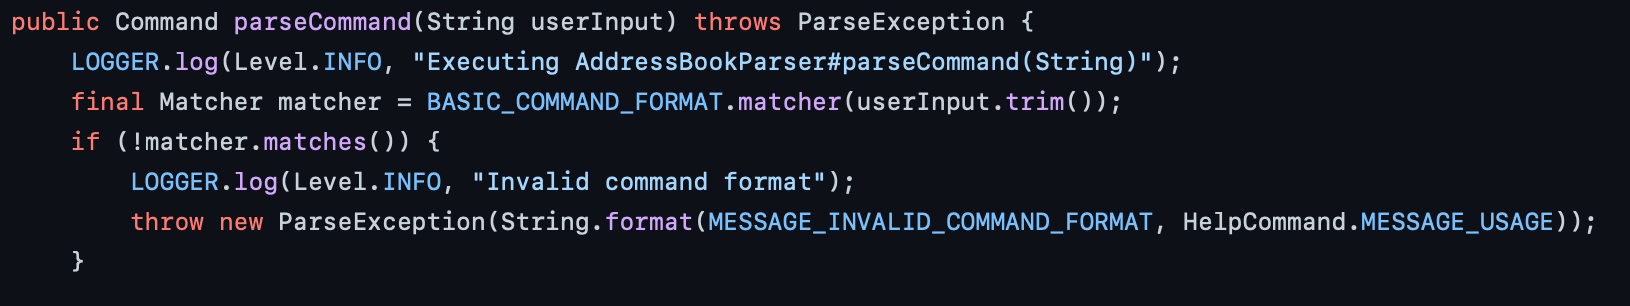 public Command parseCommand(String userInput) throws ParseException {
    LOGGER.log(Level.INFO, "Executing AddressBookParser#parseCommand(String)");
    final Matcher matcher = BASIC_COMMAND_FORMAT.matcher(userInput.trim());
    if (!matcher.matches()) {
        LOGGER.log(Level.INFO, "Invalid command format");
        throw new ParseException(String.format(MESSAGE_INVALID_COMMAND_FORMAT, HelpCommand.MESSAGE_USAGE));
    }